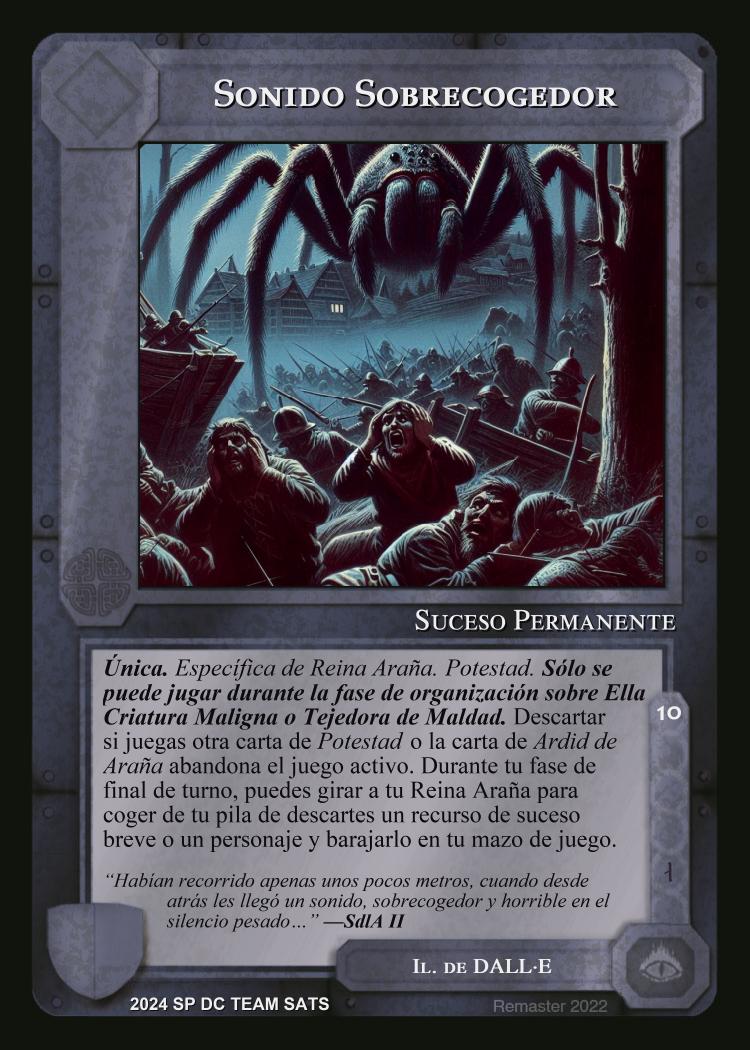 Sonido Sobrecogedor
Suceso Permanente
Única. Específica de Reina Araña. Potestad. Sólo se
puede jugar durante la fase de organización sobre Ella
Criatura Maligna o Tejedora de Maldad. Descartar
si juegas otra carta de Potestad o la carta de Ardid de
Araña abandona el juego activo. Durante tu fase de
final de turno, puedes girar a tu Reina Araña para
coger de tu pila de descartes un recurso de suceso
breve o un personaje y barajarlo en tu mazo de juego.
10
“Habían recorrido apenas unos pocos metros, cuando desde
atrás les llegó un sonido, sobrecogedor y horrible en el
silencio pesado…” —SdlA II
Il. de DALL·E
2024 SP DC TEAM SATS
Remaster 2022